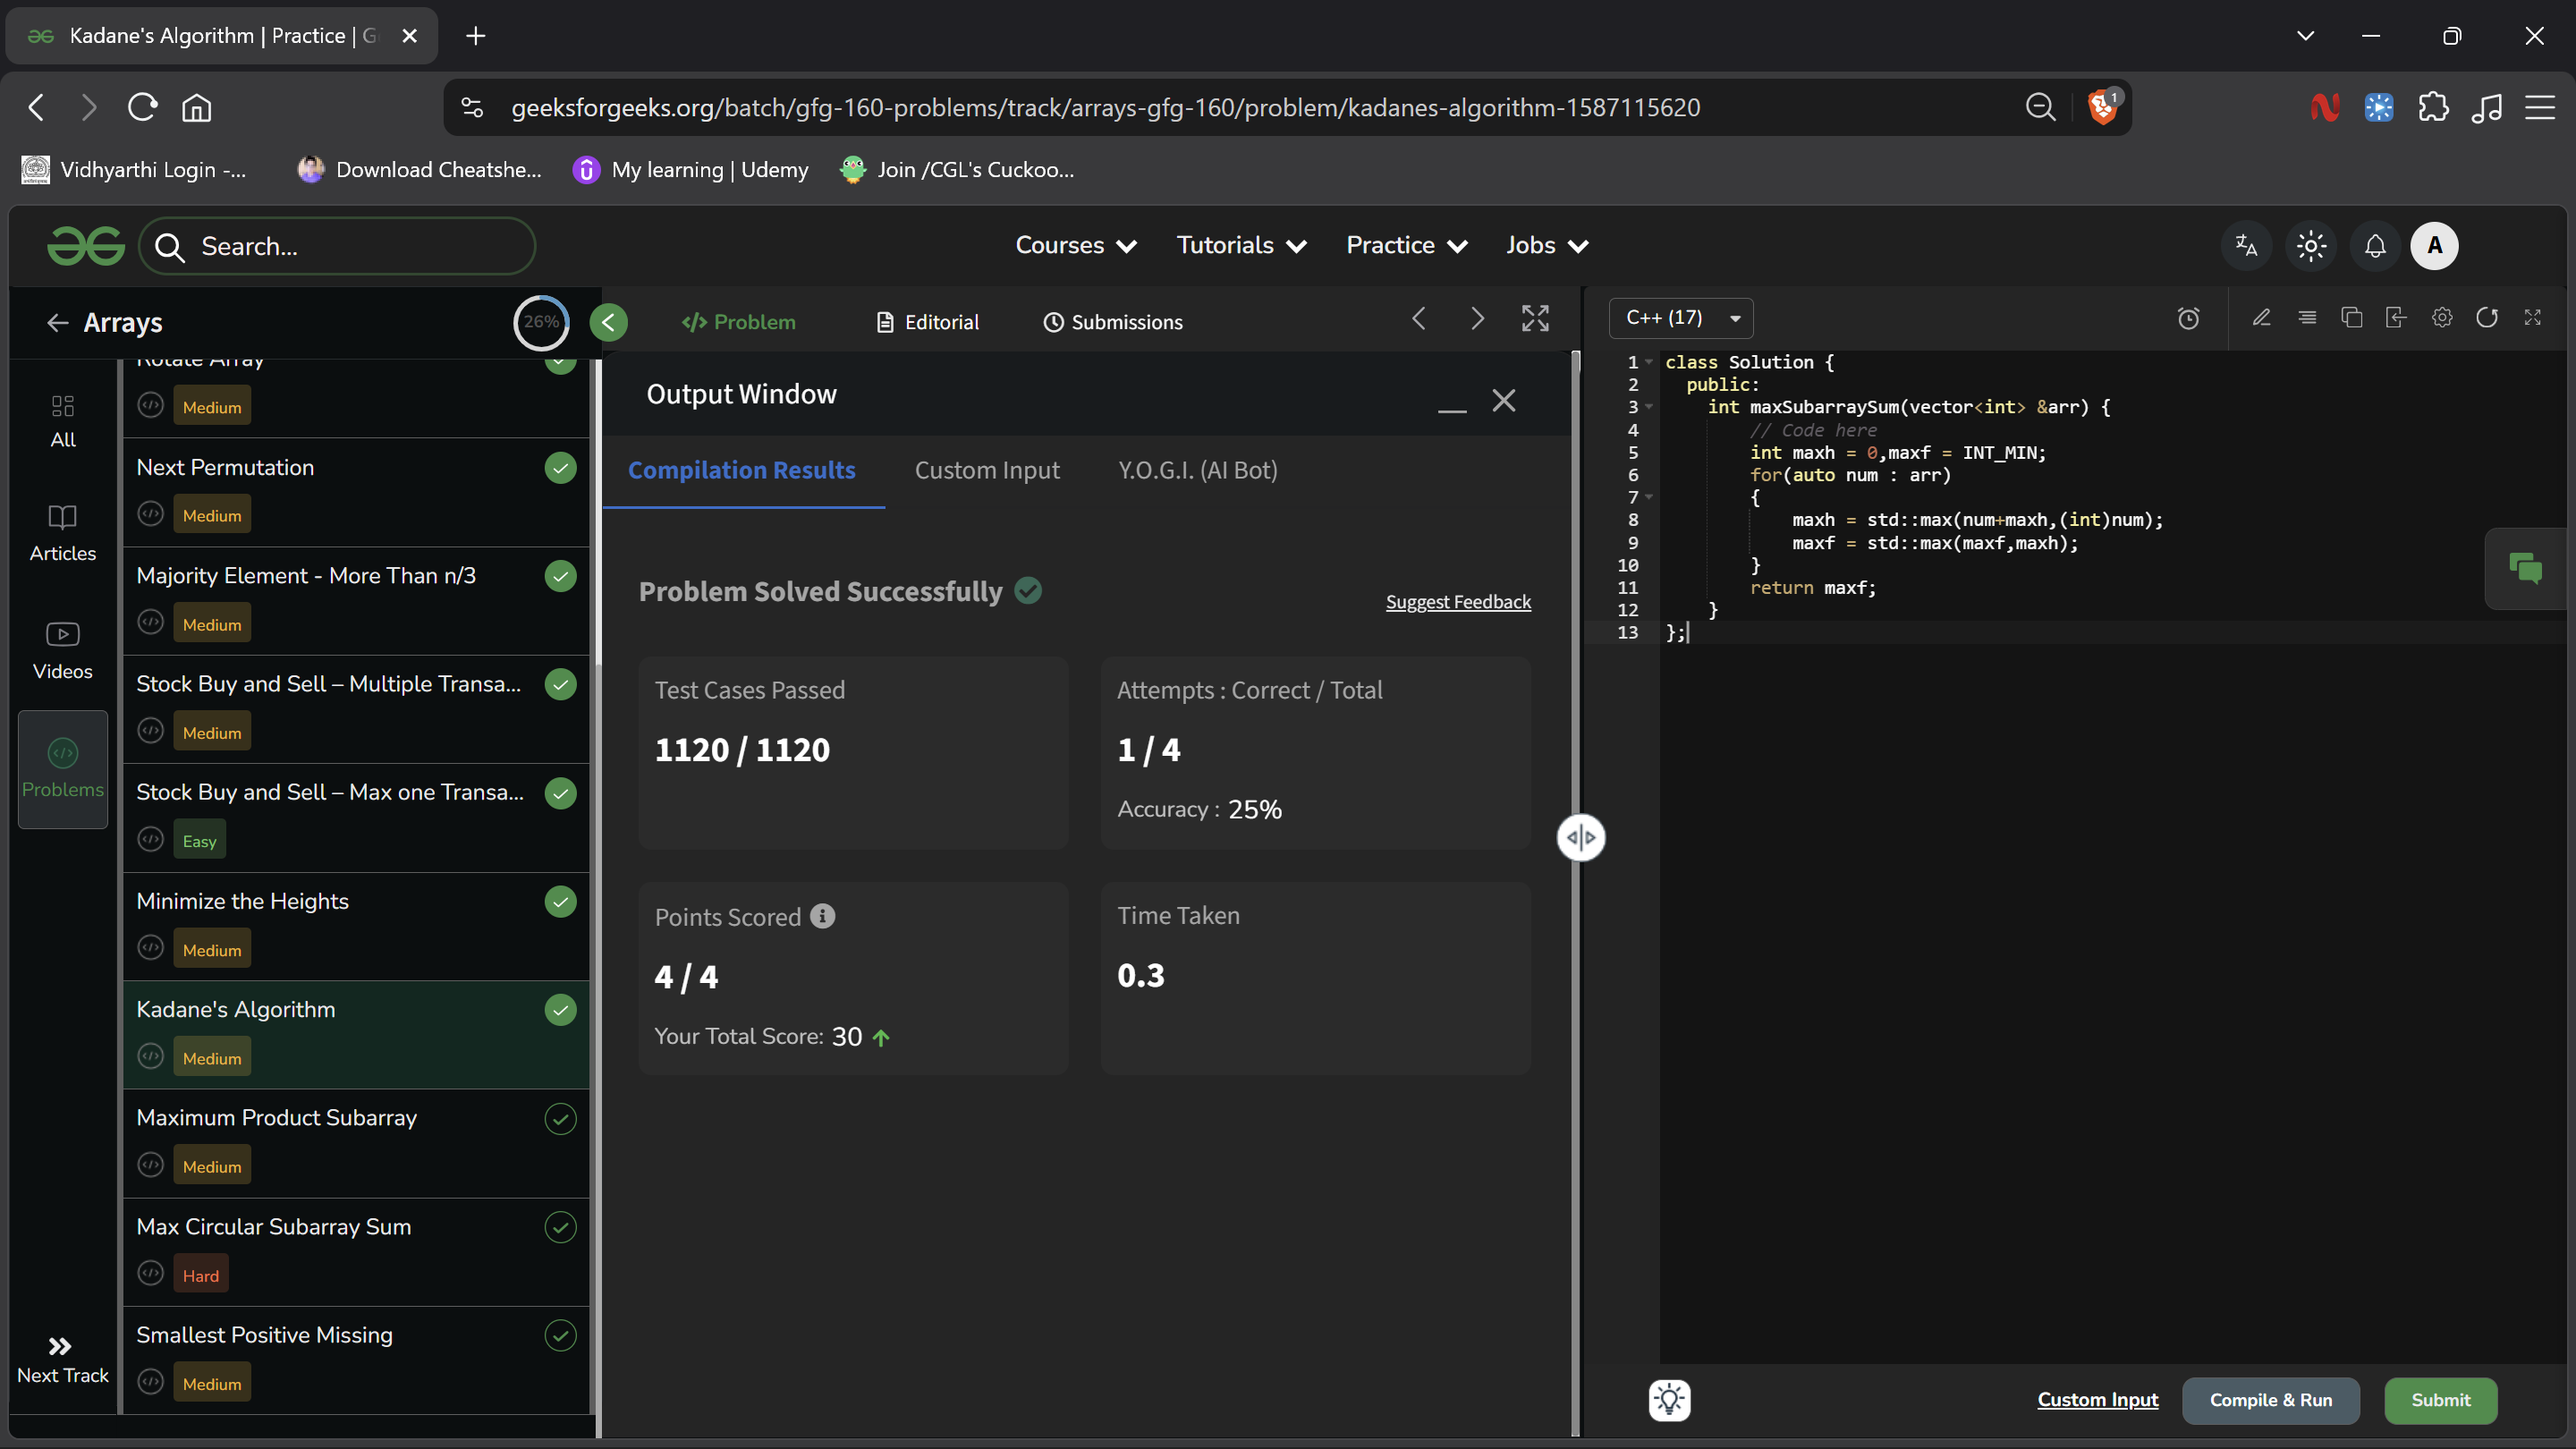 Kadane's Algorithm | Practice | G
geeksforgeeks.org/batch/gfg-160-problems/track/arrays-gfg-160/problem/kadanes-algorithm-1587115620
1
Vidhyarthi Login -...
Download Cheatshe...
My learning | Udemy
Join /CGL's Cuckoo...
Search...
Courses
Tutorials
Practice
Jobs
A
Arrays
26%
All
Articles
Videos
Problems
Next Track
Rotate Array
Medium
Next Permutation
Medium
Majority Element - More Than n/3
Medium
Stock Buy and Sell – Multiple Transa...
Medium
Stock Buy and Sell – Max one Transa...
Easy
Minimize the Heights
Medium
Kadane's Algorithm
Medium
Maximum Product Subarray
Medium
Max Circular Subarray Sum
Hard
Smallest Positive Missing
Medium
</> Problem
Editorial
Submissions
Output Window
Compilation Results
Custom Input
Y.O.G.I. (AI Bot)
Problem Solved Successfully
Suggest Feedback
Test Cases Passed
1120 / 1120
Attempts : Correct / Total
1 / 4
Accuracy : 25%
Points Scored
4 / 4
Your Total Score: 30
Time Taken
0.3
C++ (17)
1 class Solution {
2 public:
3 int maxSubarraySum(vector<int> &arr) {
4 // Code here
5 int maxh = 0,maxf = INT_MIN;
6 for(auto num : arr)
7 {
8 maxh = std::max(num+maxh,(int)num);
9 maxf = std::max(maxf,maxh);
10 }
11 return maxf;
12 }
13 };
Custom Input
Compile & Run
Submit